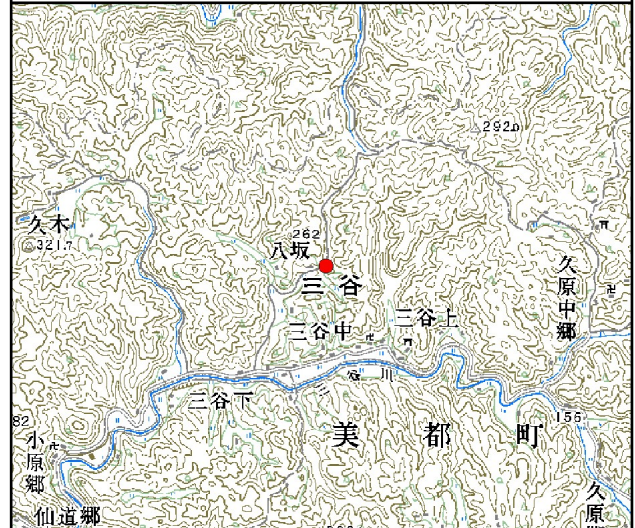 292
久木
321.7
262
八坂
三谷
三谷中
三谷上
久原中郷
三谷下
川
美都町
82
156
小原郷
仙道郷
久原